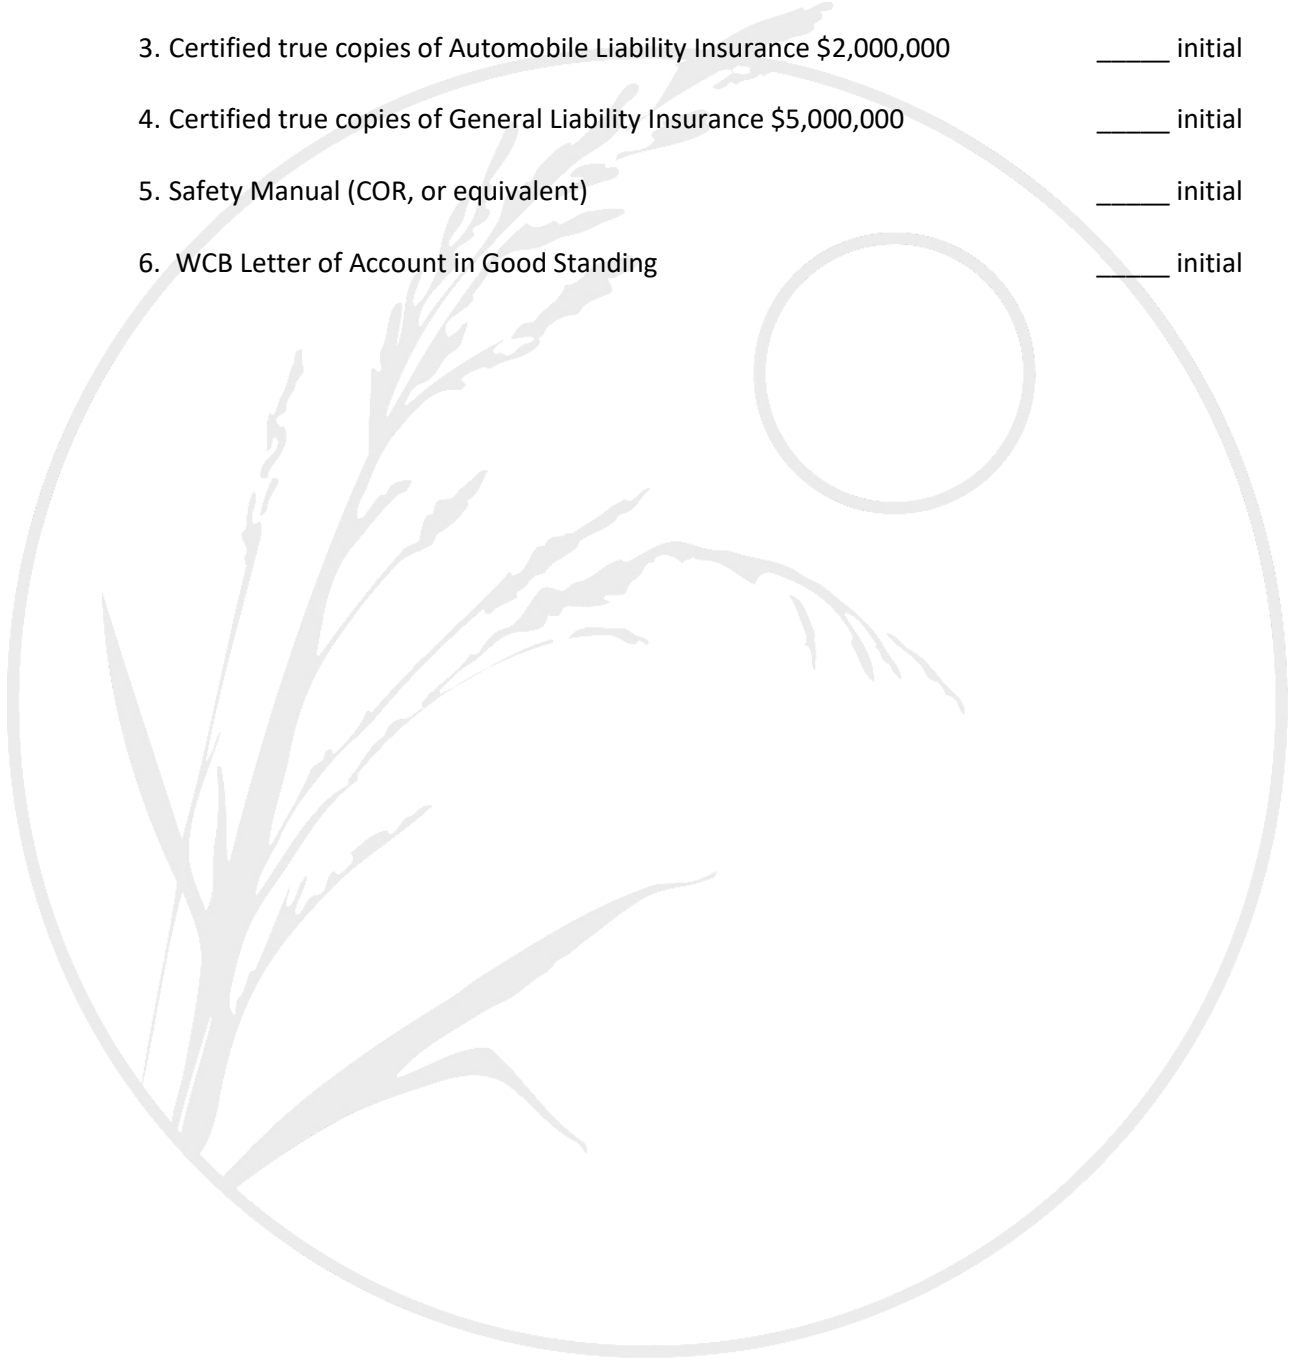 3. Certified true copies of Automobile Liability Insurance $2,000,000 _____ initial
4. Certified true copies of General Liability Insurance $5,000,000 _____ initial
5. Safety Manual (COR, or equivalent) _____ initial
6. WCB Letter of Account in Good Standing _____ initial